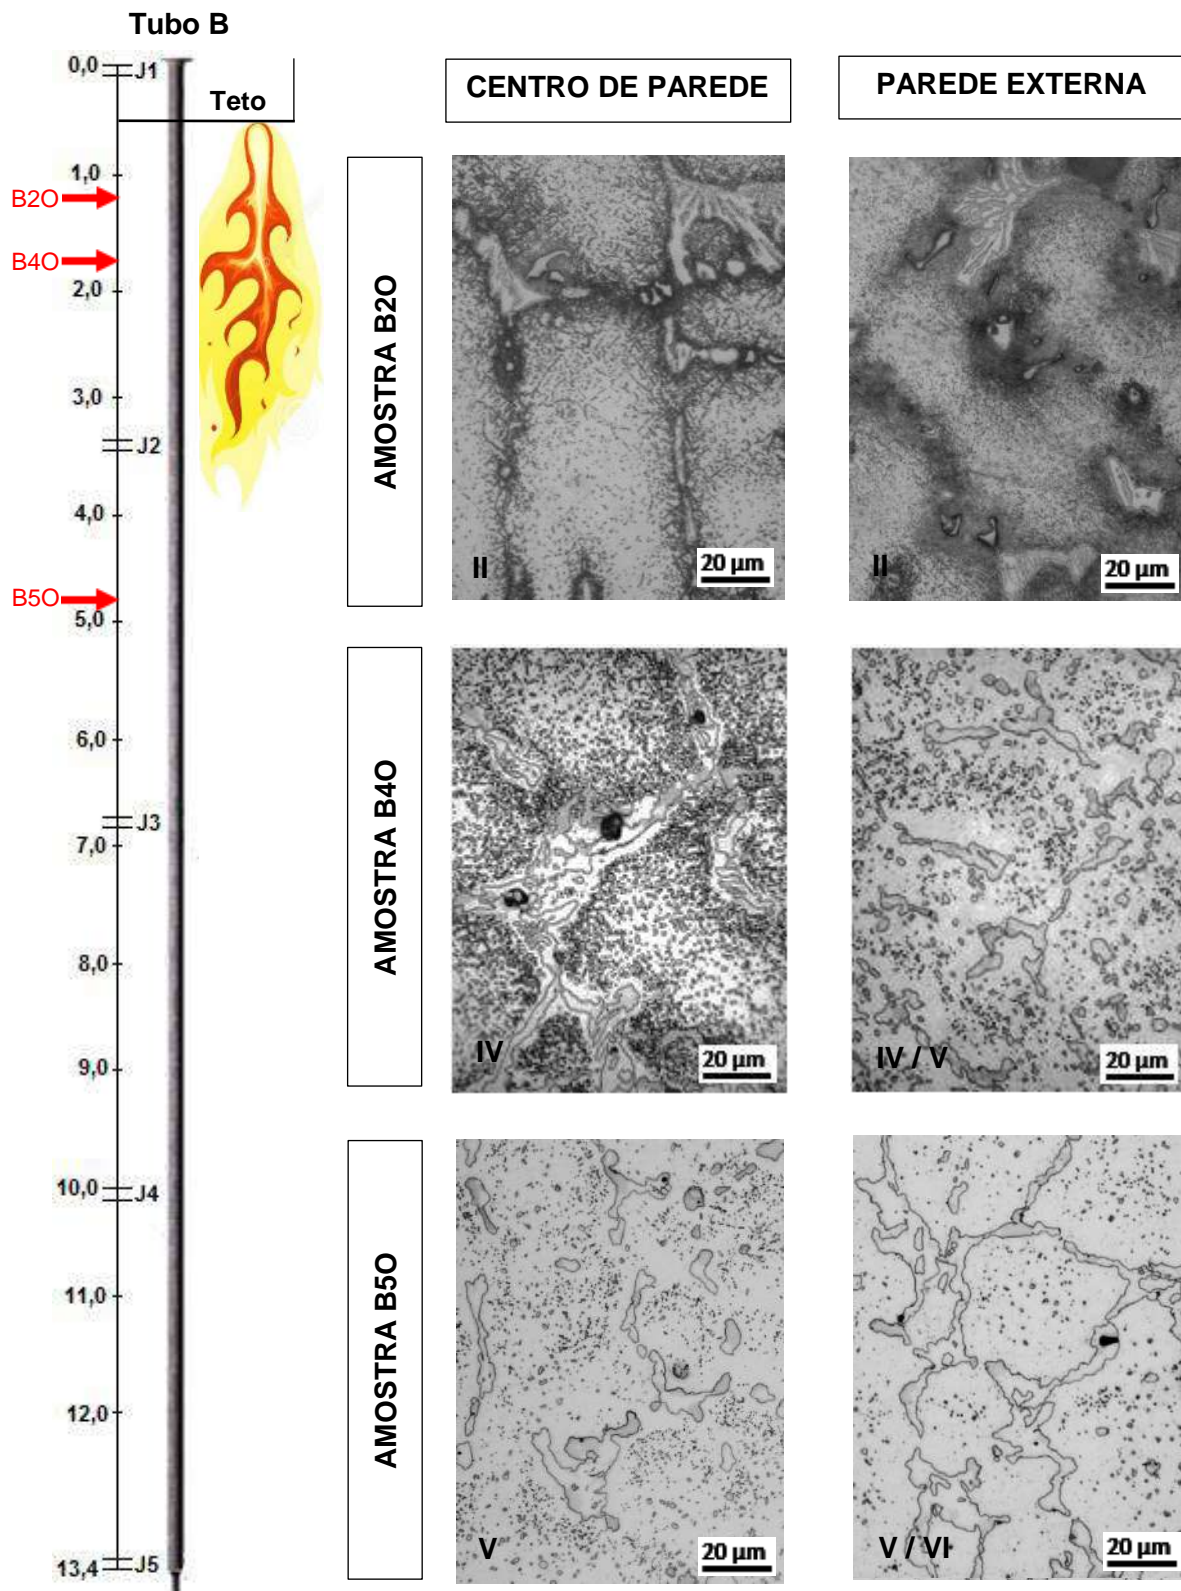 Tubo B
0,0
J1
Teto
1,0
B2O
B4O
2,0
3,0
J2
4,0
B5O
5,0
6,0
J3
7,0
8,0
9,0
10,0
J4
11,0
12,0
13,4
J5
CENTRO DE PAREDE
PAREDE EXTERNA
AMOSTRA B2O
II
20 µm
II
20 µm
AMOSTRA B4O
IV
20 µm
IV / V
20 µm
AMOSTRA B5O
V
20 µm
V / VI
20 µm